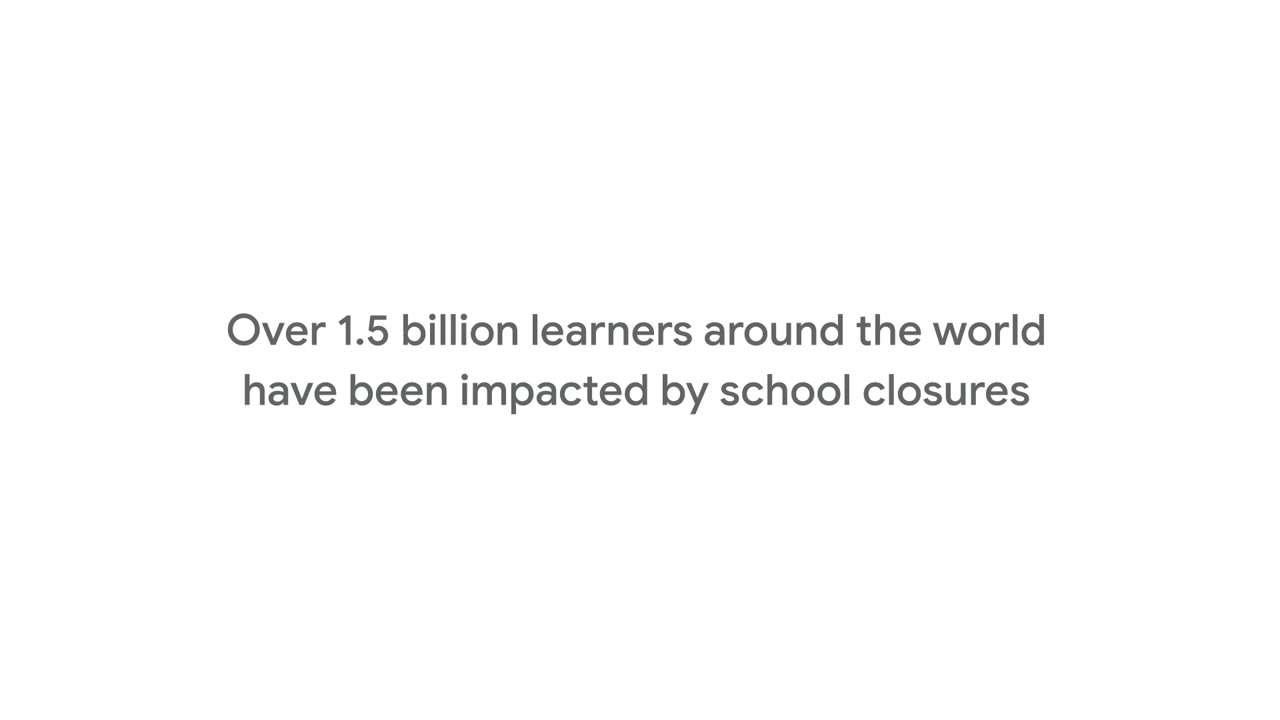 Over 1.5 billion learners around the world
have been impacted by school closures